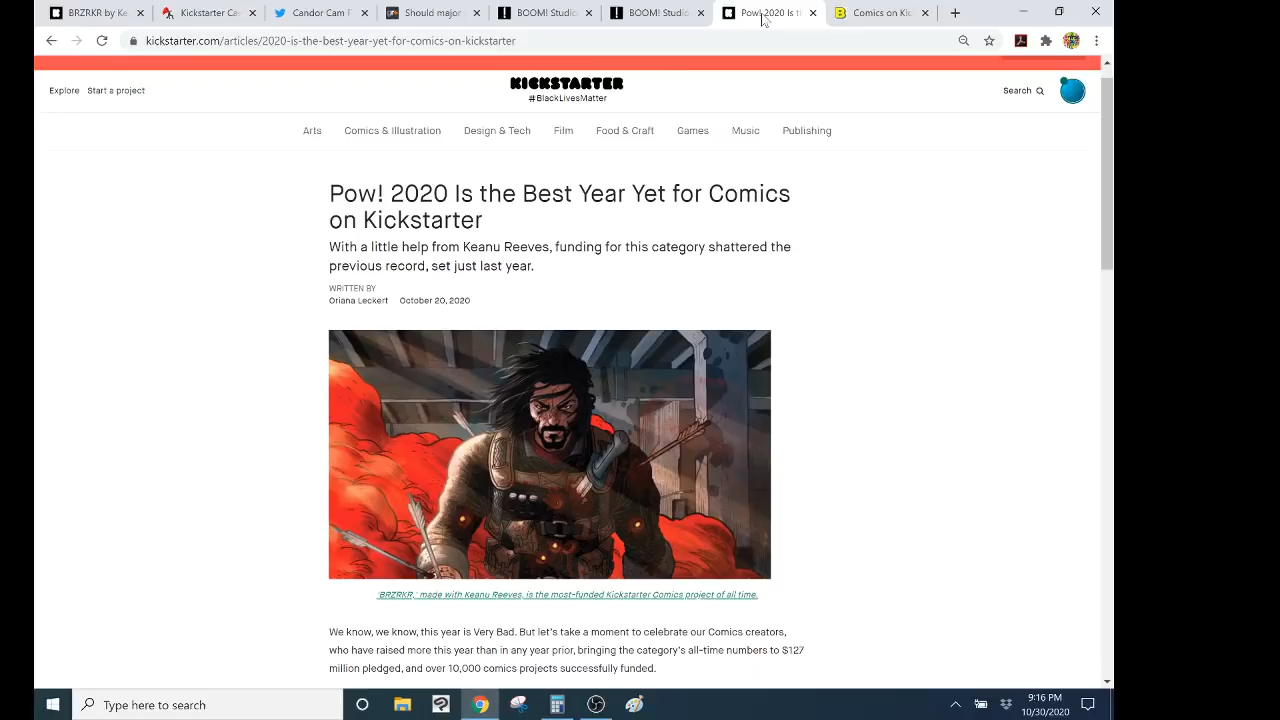 BRZRKR by Ke
Kickstarter Ca
Candor Cam
Should major
BOOM! Studio
BOOM! Studio
Pow! 2020 Is t
Comics on Kic
kickstarter.com/articles/2020-is-the-best-year-yet-for-comics-on-kickstarter
Explore Start a project
KICKSTARTER
#BlackLivesMatter
Search
Arts Comics & Illustration Design & Tech Film Food & Craft Games Music Publishing
Pow! 2020 Is the Best Year Yet for Comics
on Kickstarter
With a little help from Keanu Reeves, funding for this category shattered the
previous record, set just last year.
WRITTEN BY
Oriana Leckert October 20, 2020
'BRZRKR,' made with Keanu Reeves, is the most-funded Kickstarter Comics project of all time.
We know, we know, this year is Very Bad. But let's take a moment to celebrate our Comics creators,
who have raised more this year than in any year prior, bringing the category's all-time numbers to $127
million pledged, and over 10,000 comics projects successfully funded.
Type here to search
9:16 PM
10/30/2020